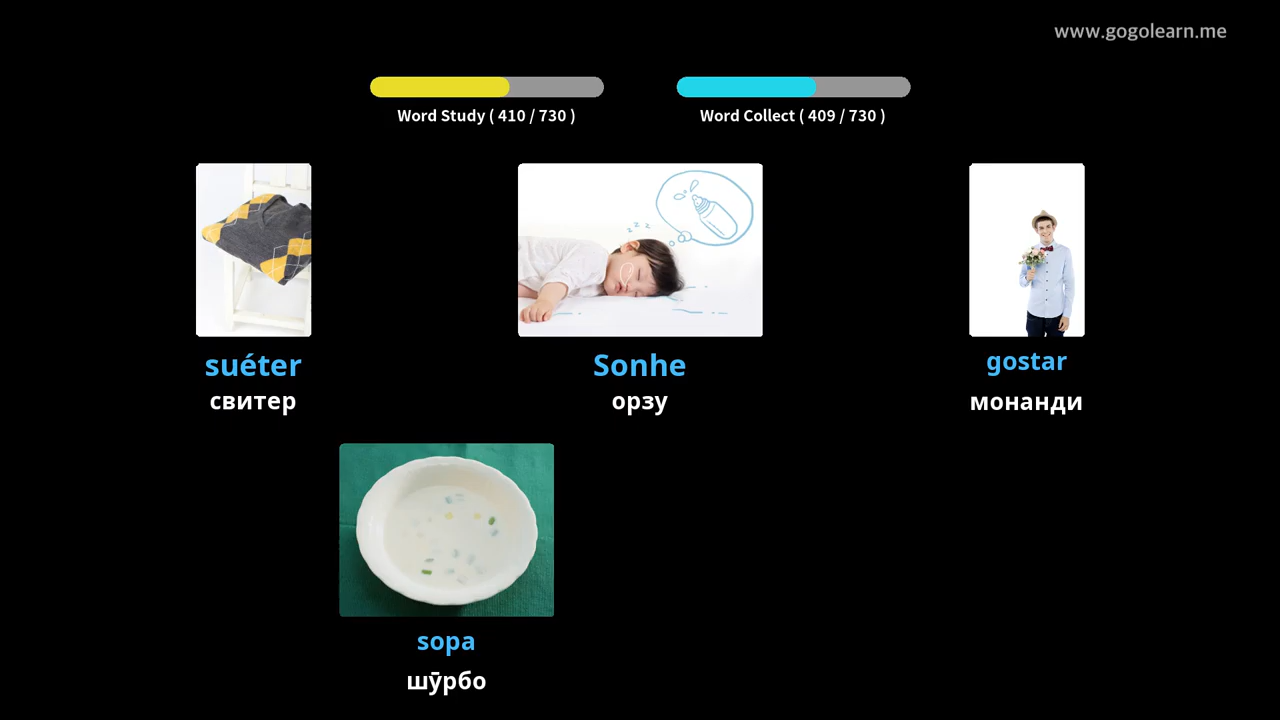 www.gogolearn.me
Word Study ( 410 / 730 )
Word Collect ( 409 / 730 )
suéter
свитер
Sonhe
орзу
gostar
монанди
sopa
шӯрбо